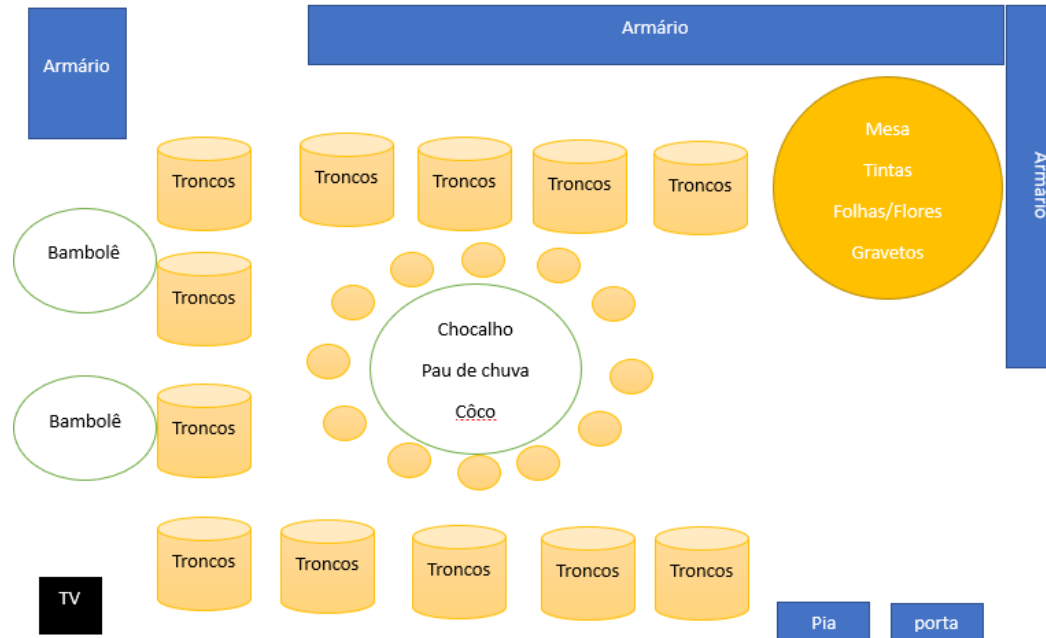 Armário
Armário
Armário
Mesa
Tintas
Folhas/Flores
Gravetos
Troncos
Troncos
Troncos
Troncos
Troncos
Bambolê
Troncos
Chocalho
Pau de chuva
Côco
Bambolê
Troncos
Troncos
Troncos
Troncos
Troncos
Troncos
TV
Pia
porta